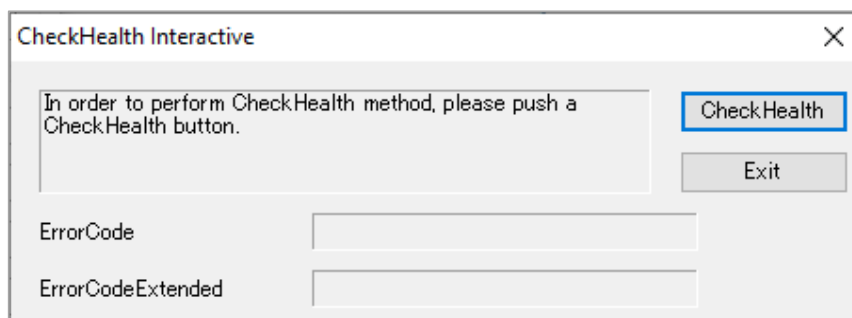 CheckHealth Interactive
In order to perform CheckHealth method, please push a
CheckHealth button.
CheckHealth
Exit
ErrorCode
ErrorCodeExtended